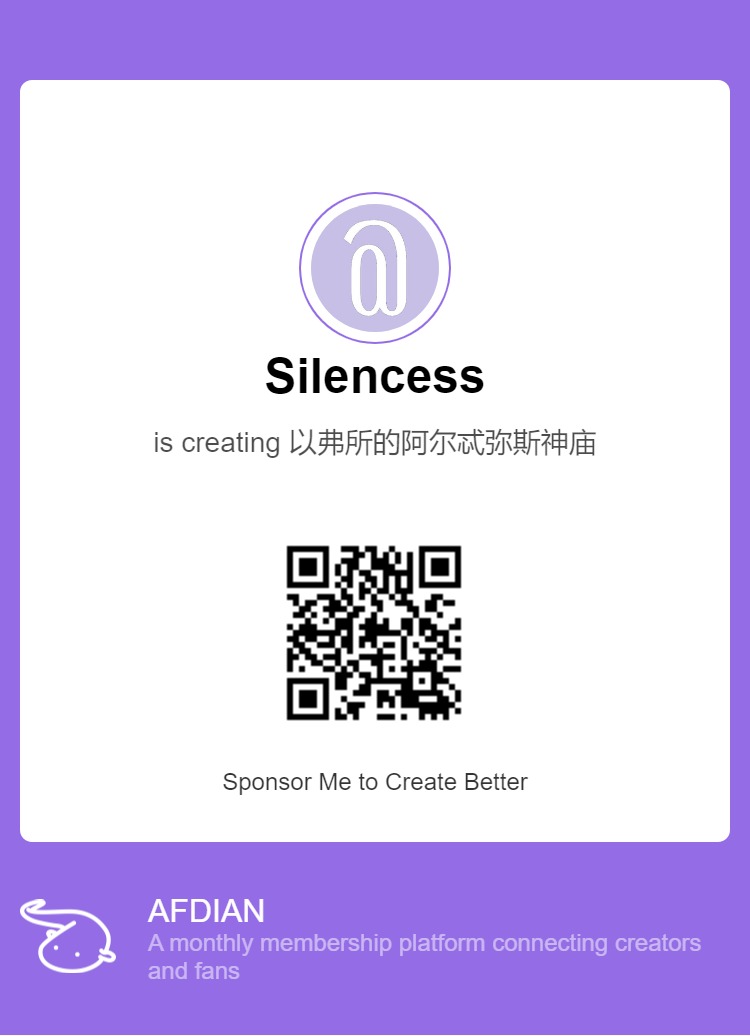 Silencess
is creating 以弗所的阿尔忒弥斯神庙
Sponsor Me to Create Better
AFDIAN
A monthly membership platform connecting creators
and fans